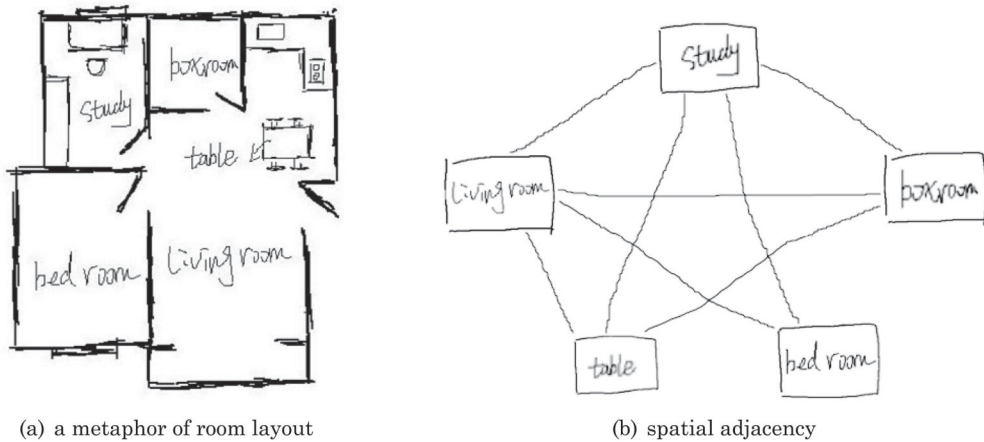 boxroom
study
table
bed room
Living room
(a) a metaphor of room layout
study
Living room
boxroom
table
bed room
(b) spatial adjacency